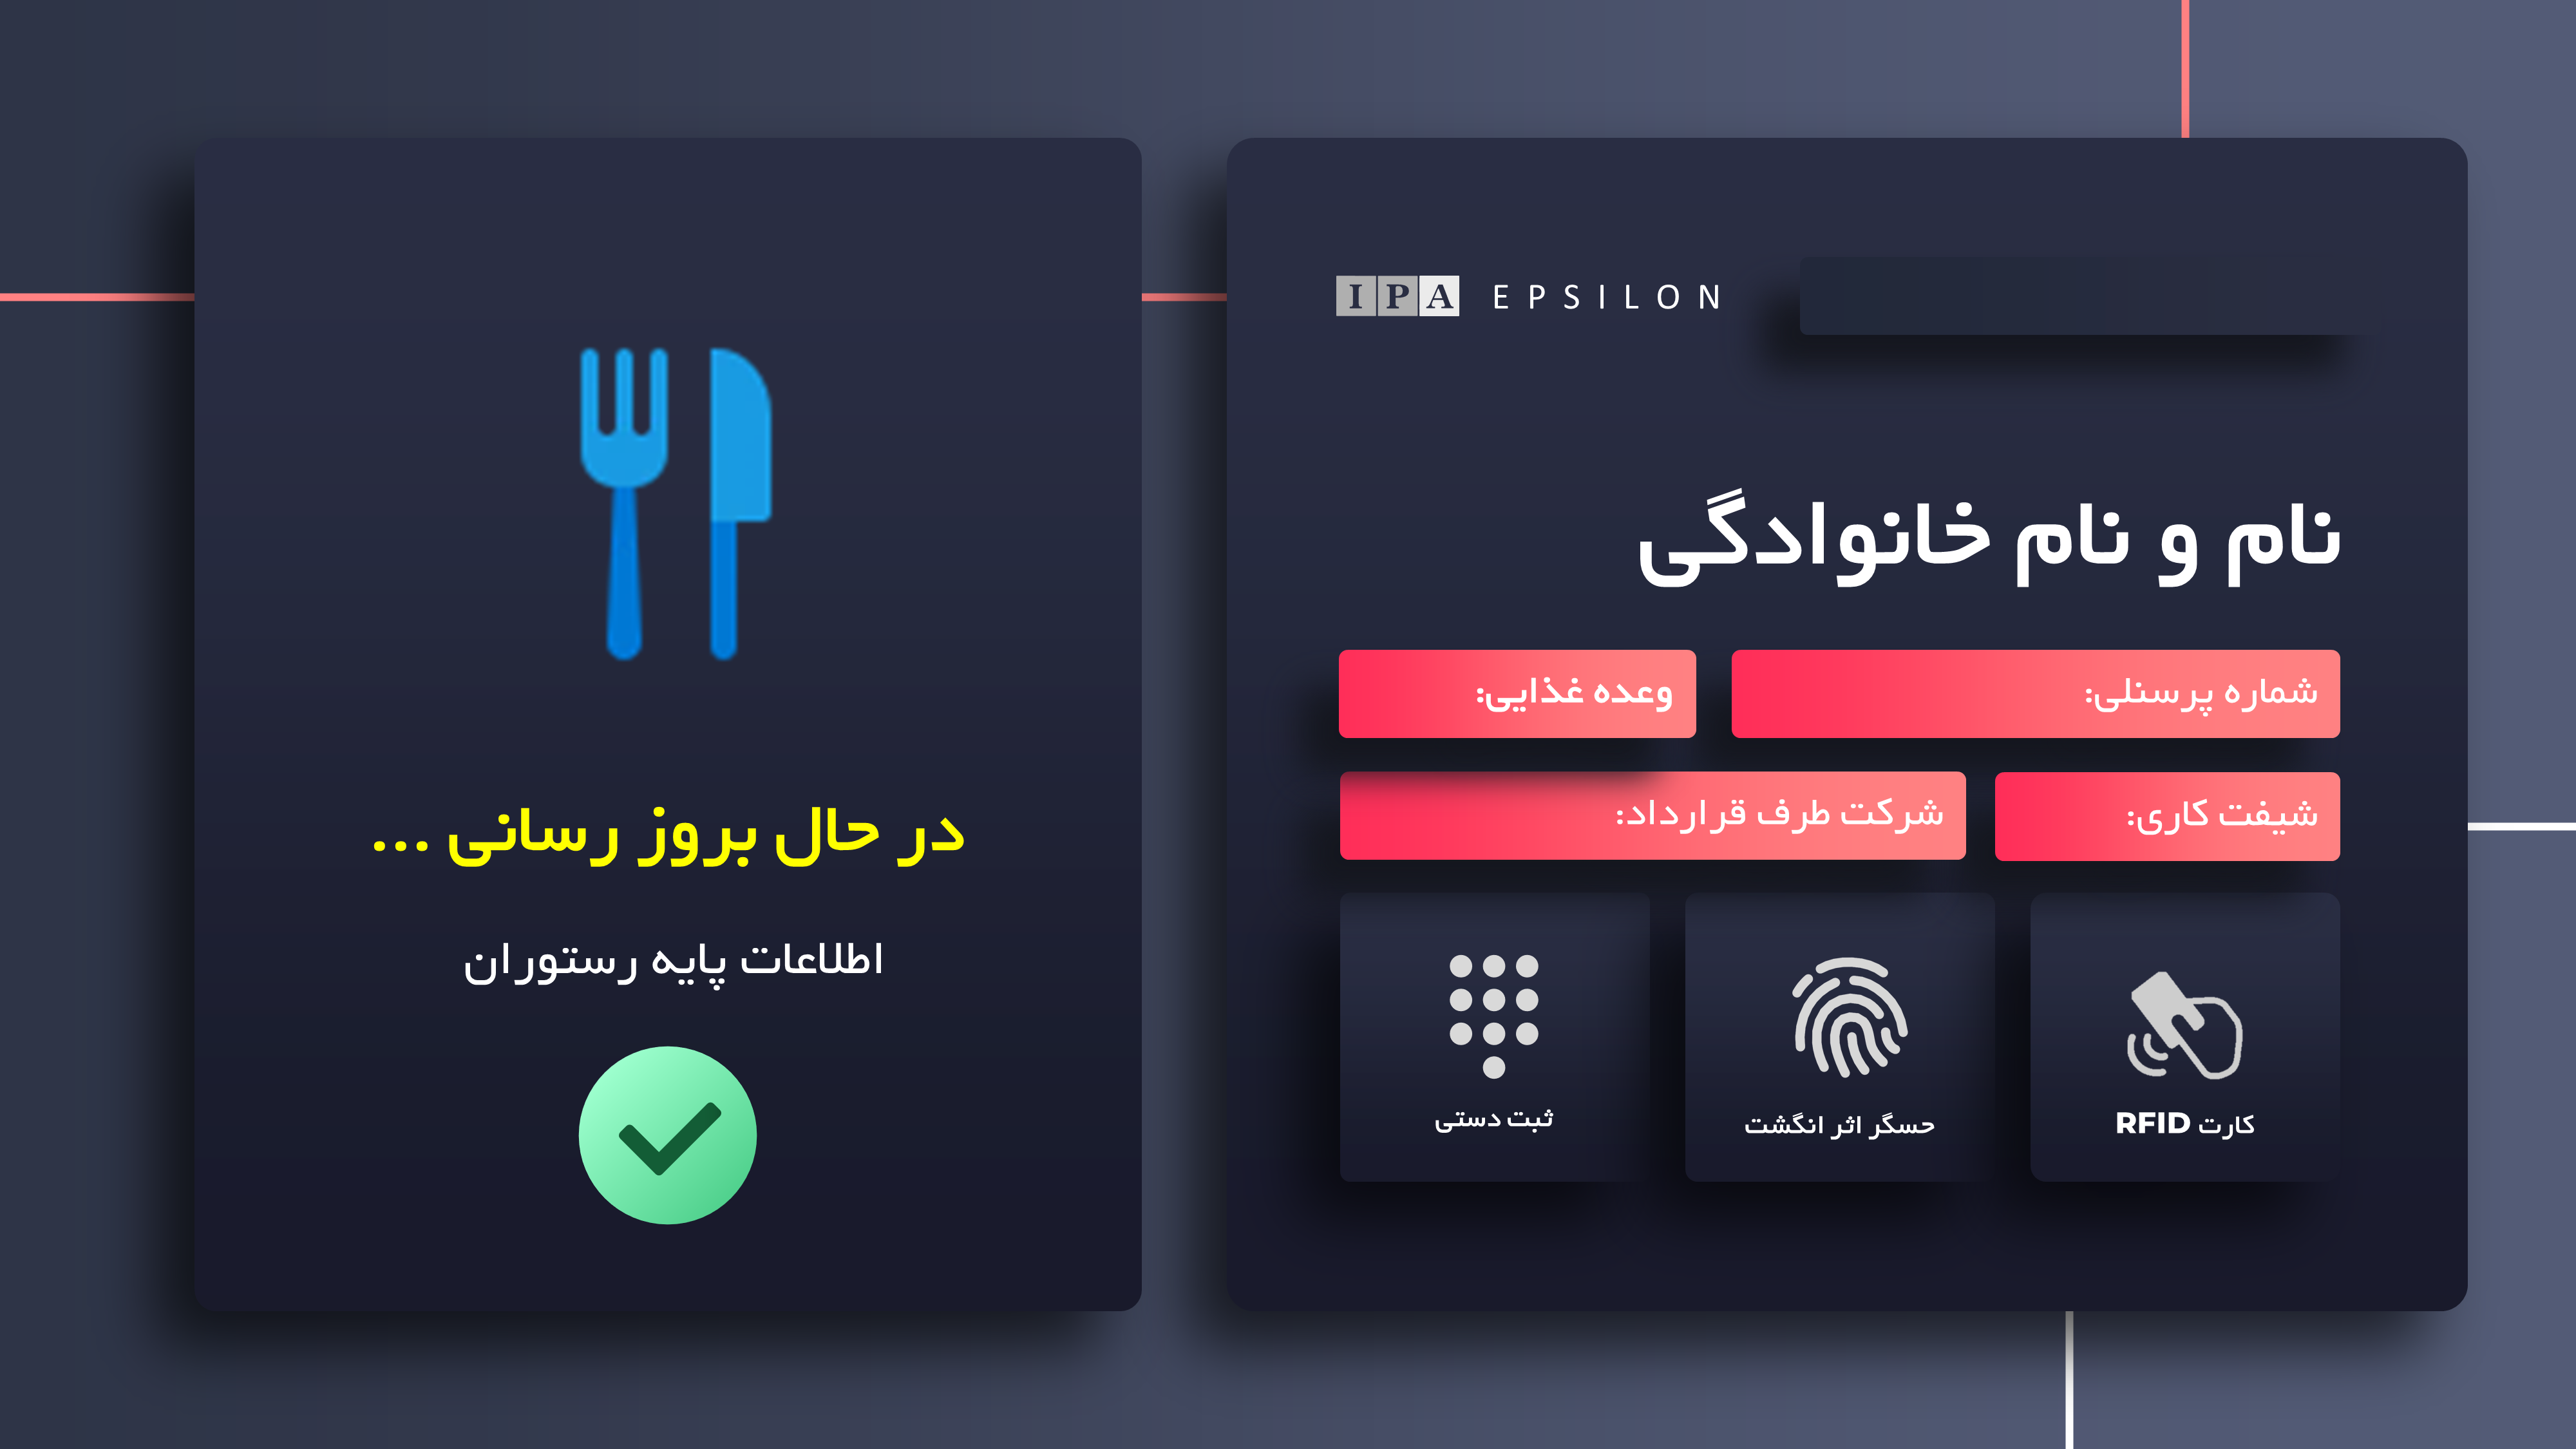 IPA EPSILON
نام و نام خانوادگی
شماره پرسنلی:
وعده غذایی:
شیفت کاری:
شرکت طرف قرارداد:
کارت RFID
حسگر اثر انگشت
ثبت دستی
در حال بروز رسانی ...
اطلاعات پایه رستوران